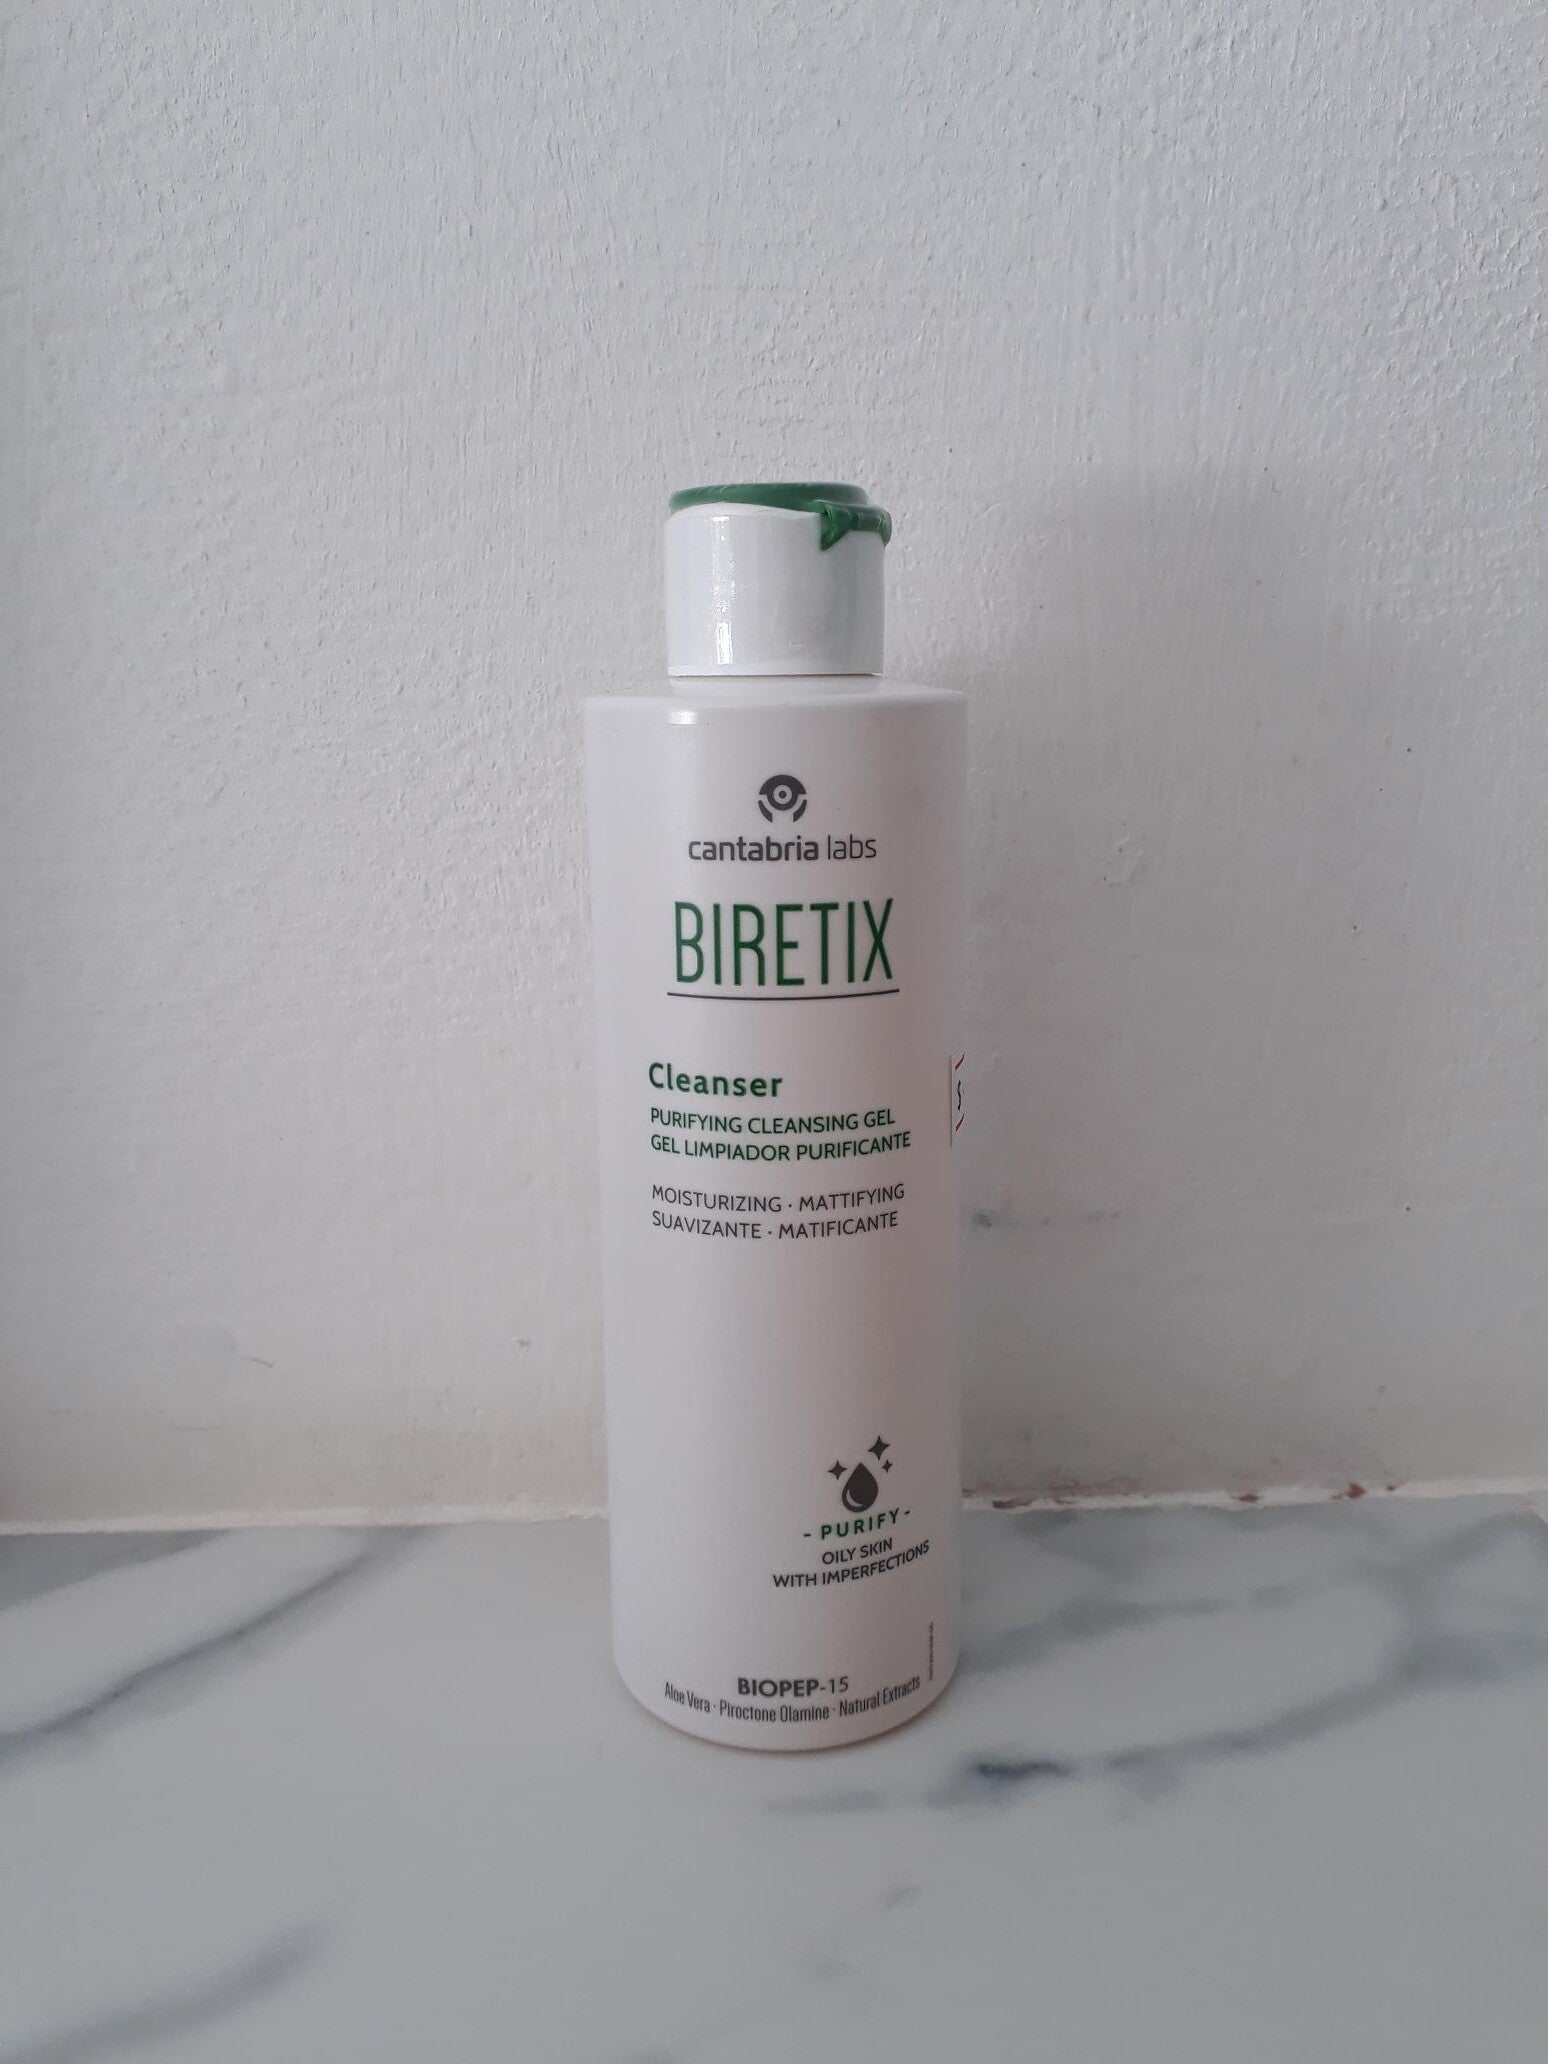 cantabria labs
BIRETIX
Cleanser
PURIFYING CLEANSING GEL
GEL LIMPIADOR PURIFICANTE
MOISTURIZING · MATTIFYING
SUAVIZANTE · MATIFICANTE
- PURIFY -
OILY SKIN
WITH IMPERFECTIONS
BIOPEP-15
Aloe Vera · Piroctone Olamine · Natural Extracts